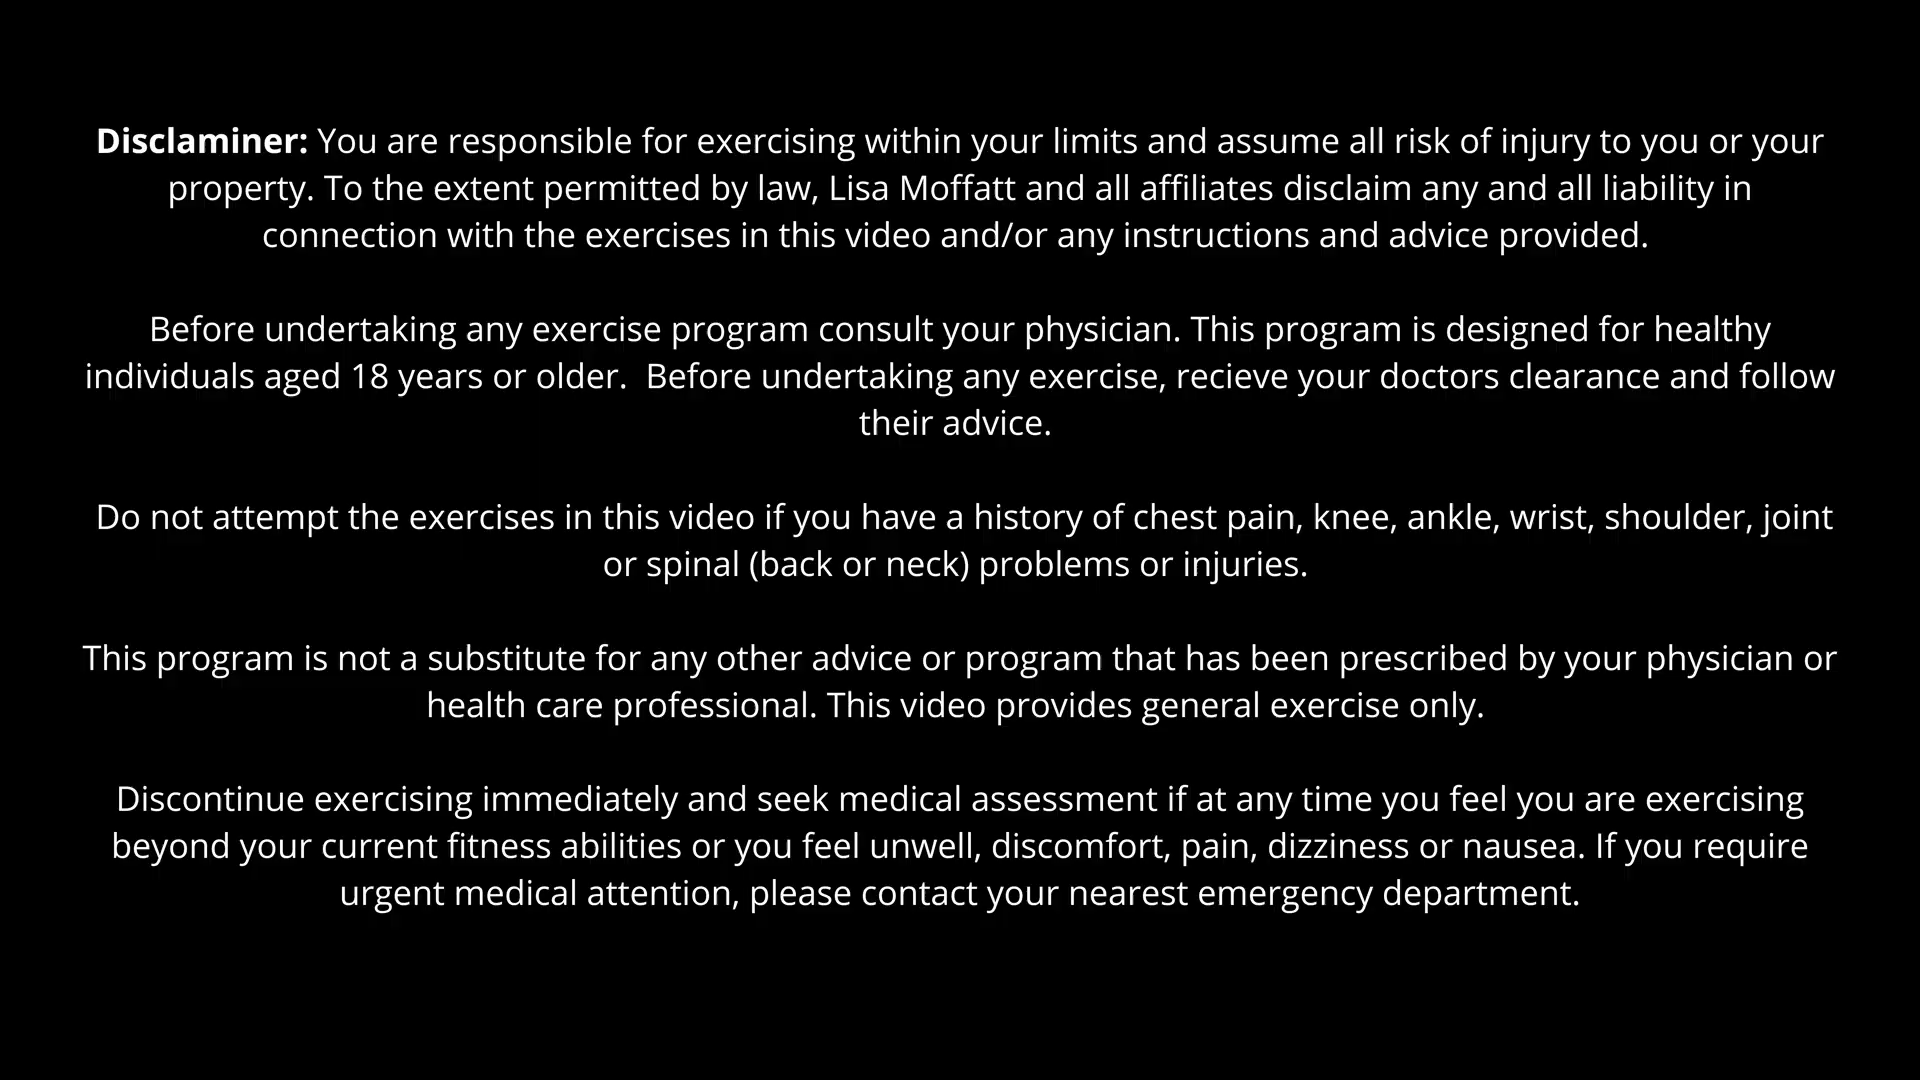 Disclaminer: You are responsible for exercising within your limits and assume all risk of injury to you or your
property. To the extent permitted by law, Lisa Moffatt and all affiliates disclaim any and all liability in
connection with the exercises in this video and/or any instructions and advice provided.
Before undertaking any exercise program consult your physician. This program is designed for healthy
individuals aged 18 years or older.  Before undertaking any exercise, recieve your doctors clearance and follow
their advice.
Do not attempt the exercises in this video if you have a history of chest pain, knee, ankle, wrist, shoulder, joint
or spinal (back or neck) problems or injuries.
This program is not a substitute for any other advice or program that has been prescribed by your physician or
health care professional. This video provides general exercise only.
Discontinue exercising immediately and seek medical assessment if at any time you feel you are exercising
beyond your current fitness abilities or you feel unwell, discomfort, pain, dizziness or nausea. If you require
urgent medical attention, please contact your nearest emergency department.